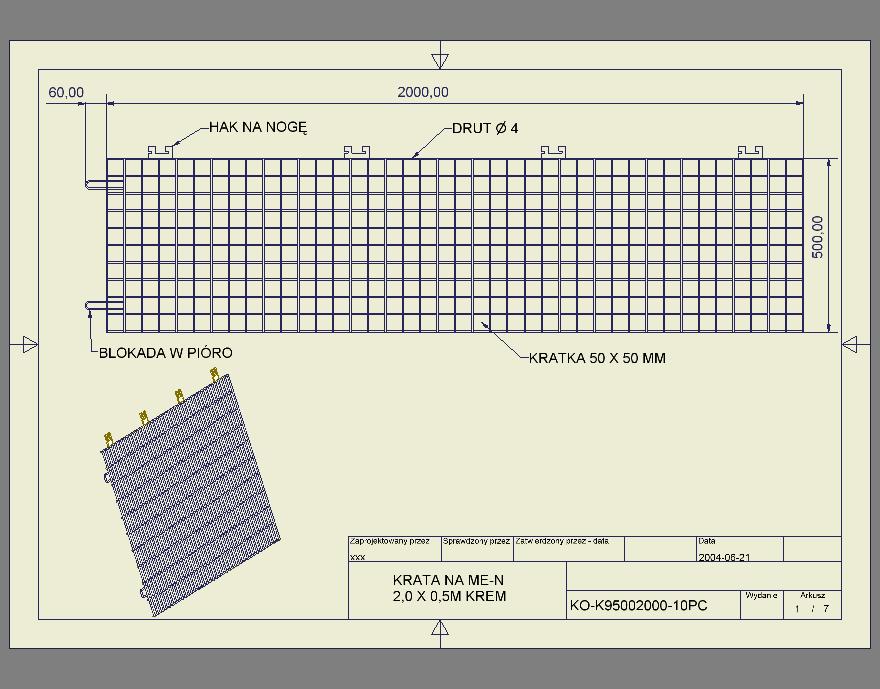 60,00
2000,00
HAK NA NOGĘ
DRUT Ø 4
500,00
BLOKADA W PIÓRO
KRATKA 50 X 50 MM
Zaprojektowany przez
Sprawdzony przez
Zatwierdzony przez - data
Data
xxx
2004-06-21
KRATA NA ME-N
2,0 X 0,5M KREM
KO-K95002000-10PC
Wydanie
Arkusz
1 / 7